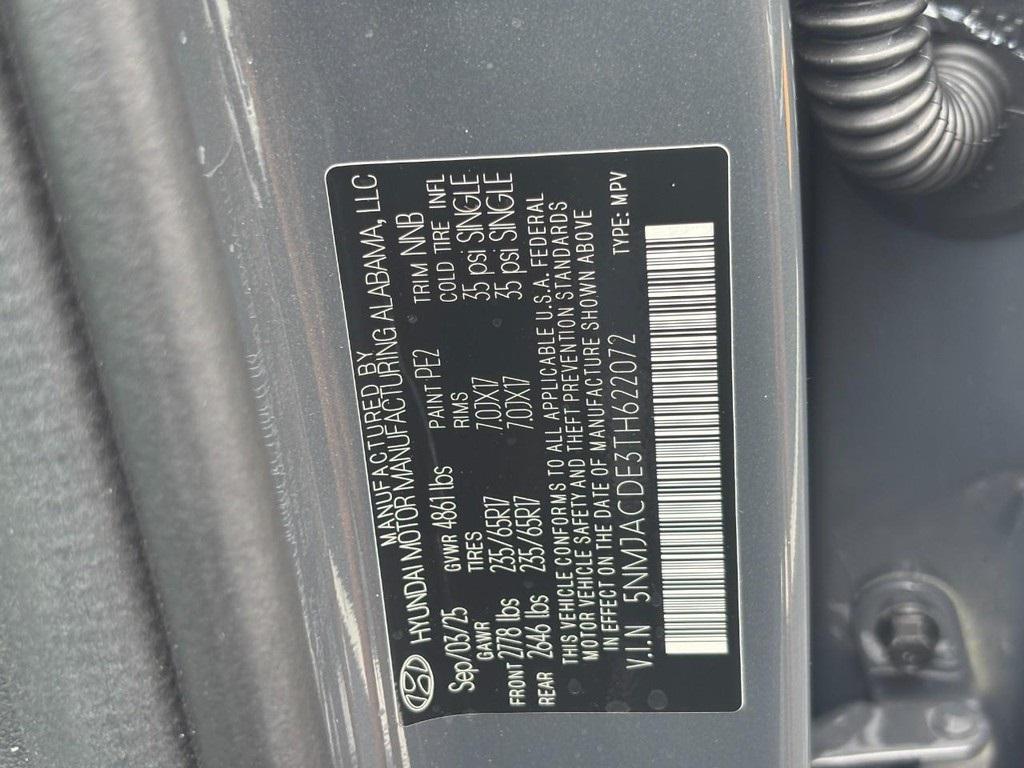 MANUFACTURED BY
HYUNDAI MOTOR MANUFACTURING ALABAMA, LLC
Sep/03/25 GVWR 4861 lbs PAINT PE2 TRIM NNB
GAWR TIRES RMS COLD TIRE INFL
FRONT 2778 lbs 235/65R17 7.0JX17 35 psi SINGLE
REAR 2646 lbs 235/65R17 7.0JX17 35 psi SINGLE
THIS VEHICLE CONFORMS TO ALL APPLICABLE U.S.A. FEDERAL
MOTOR VEHICLE SAFETY AND THEFT PREVENTION STANDARDS
IN EFFECT ON THE DATE OF MANUFACTURE SHOWN ABOVE
V.I.N 5NMJACDE3TH622072 TYPE: MPV